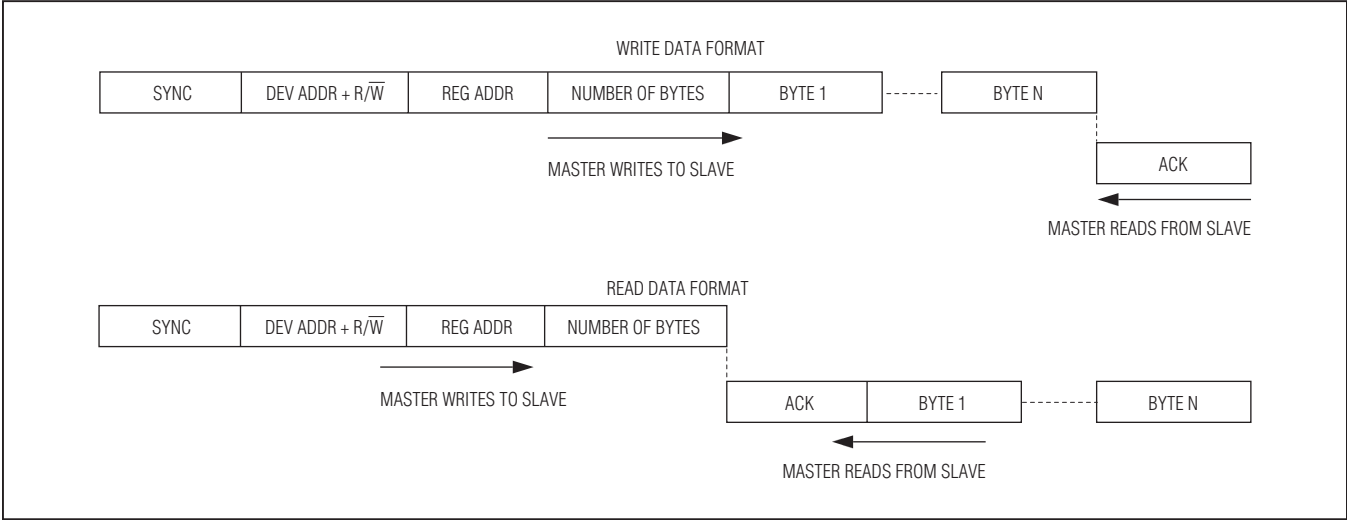 WRITE DATA FORMAT
SYNC DEV ADDR + R/W̅ REG ADDR NUMBER OF BYTES BYTE 1 BYTE N
MASTER WRITES TO SLAVE
ACK
MASTER READS FROM SLAVE
READ DATA FORMAT
SYNC DEV ADDR + R/W̅ REG ADDR NUMBER OF BYTES
MASTER WRITES TO SLAVE
ACK BYTE 1 BYTE N
MASTER READS FROM SLAVE